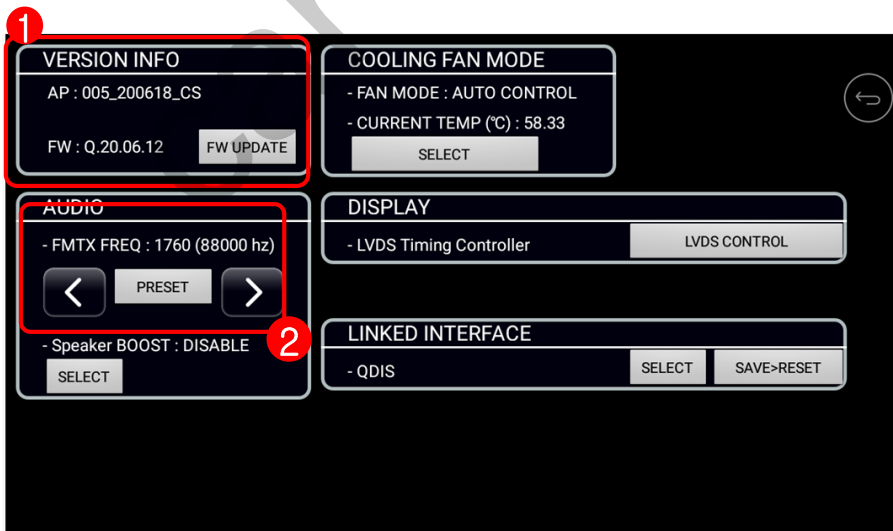 1
VERSION INFO
AP : 005_200618_CS
FW : Q.20.06.12
FW UPDATE
COOLING FAN MODE
- FAN MODE : AUTO CONTROL
- CURRENT TEMP (℃) : 58.33
SELECT
AUDIO
- FMTX FREQ : 1760 (88000 hz)
PRESET
2
- Speaker BOOST : DISABLE
SELECT
DISPLAY
- LVDS Timing Controller
LVDS CONTROL
LINKED INTERFACE
- QDIS
SELECT
SAVE>RESET